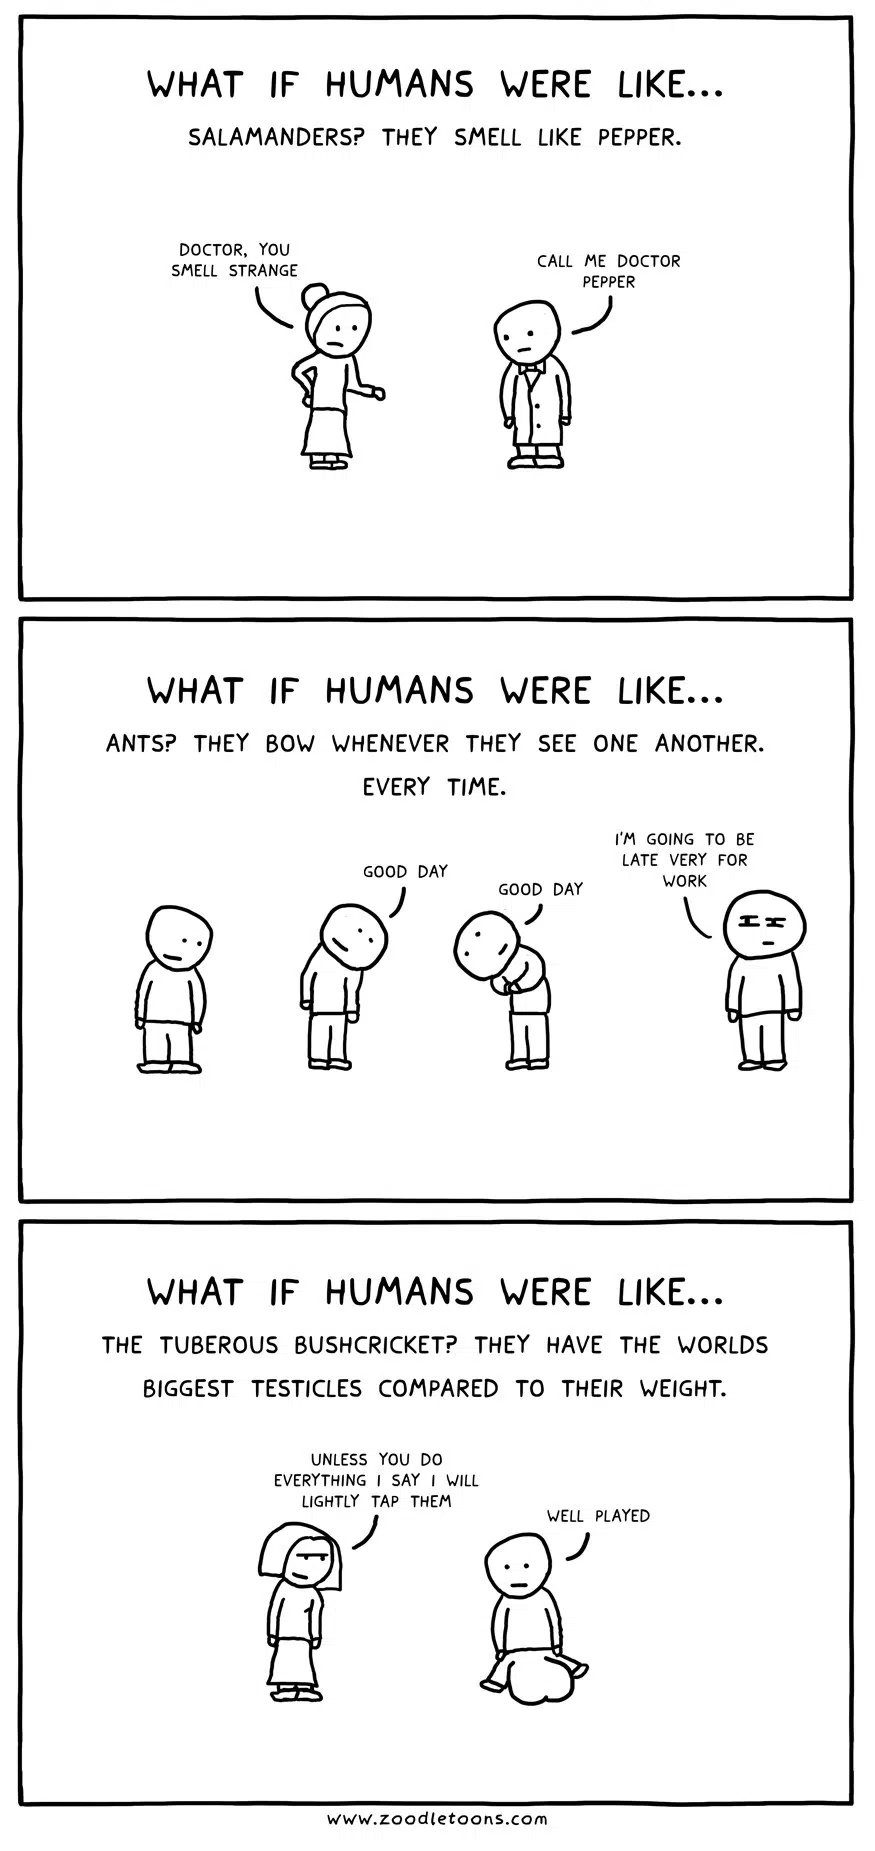 WHAT IF HUMANS WERE LIKE...
SALAMANDERS? THEY SMELL LIKE PEPPER.
DOCTOR, YOU
SMELL STRANGE
CALL ME DOCTOR
PEPPER
WHAT IF HUMANS WERE LIKE...
ANTS? THEY BOW WHENEVER THEY SEE ONE ANOTHER.
EVERY TIME.
GOOD DAY
GOOD DAY
I'M GOING TO BE
LATE VERY FOR
WORK
WHAT IF HUMANS WERE LIKE...
THE TUBEROUS BUSHCRICKET? THEY HAVE THE WORLDS
BIGGEST TESTICLES COMPARED TO THEIR WEIGHT.
UNLESS YOU DO
EVERYTHING I SAY I WILL
LIGHTLY TAP THEM
WELL PLAYED
www.zoodletoons.com